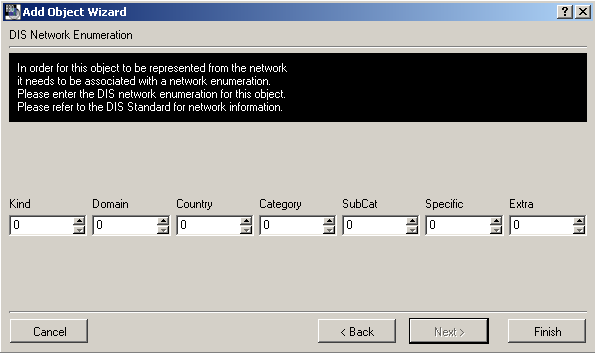 Add Object Wizard
DIS Network Enumeration
In order for this object to be represented from the network
it needs to be associated with a network enumeration.
Please enter the DIS network enumeration for this object.
Please refer to the DIS Standard for network information.
Kind Domain Country Category SubCat Specific Extra
0 0 0 0 0 0 0
Cancel < Back Next > Finish